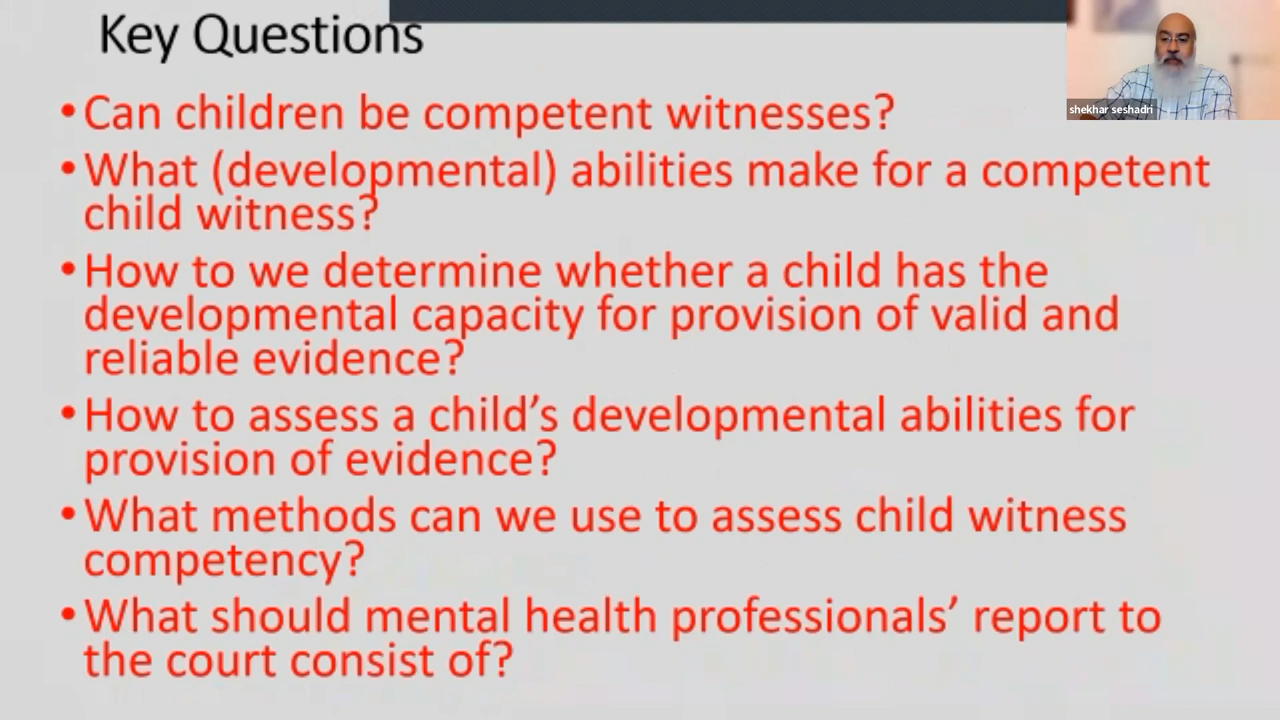 Key Questions
shekhar seshadri
•Can children be competent witnesses?
•What (developmental) abilities make for a competent
child witness?
•How to we determine whether a child has the
developmental capacity for provision of valid and
reliable evidence?
•How to assess a child’s developmental abilities for
provision of evidence?
•What methods can we use to assess child witness
competency?
•What should mental health professionals’ report to
the court consist of?